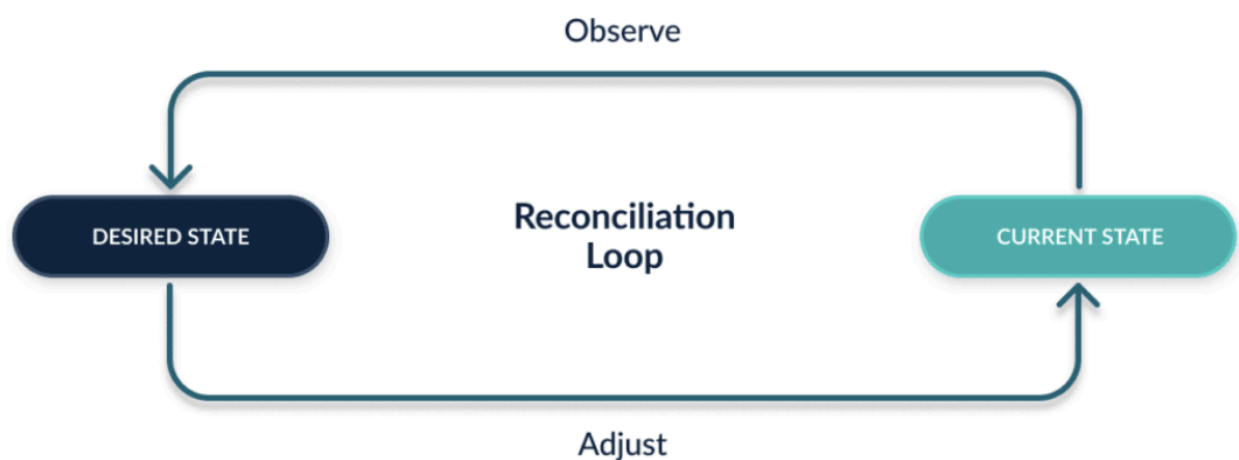 Observe
DESIRED STATE
Reconciliation
Loop
CURRENT STATE
Adjust